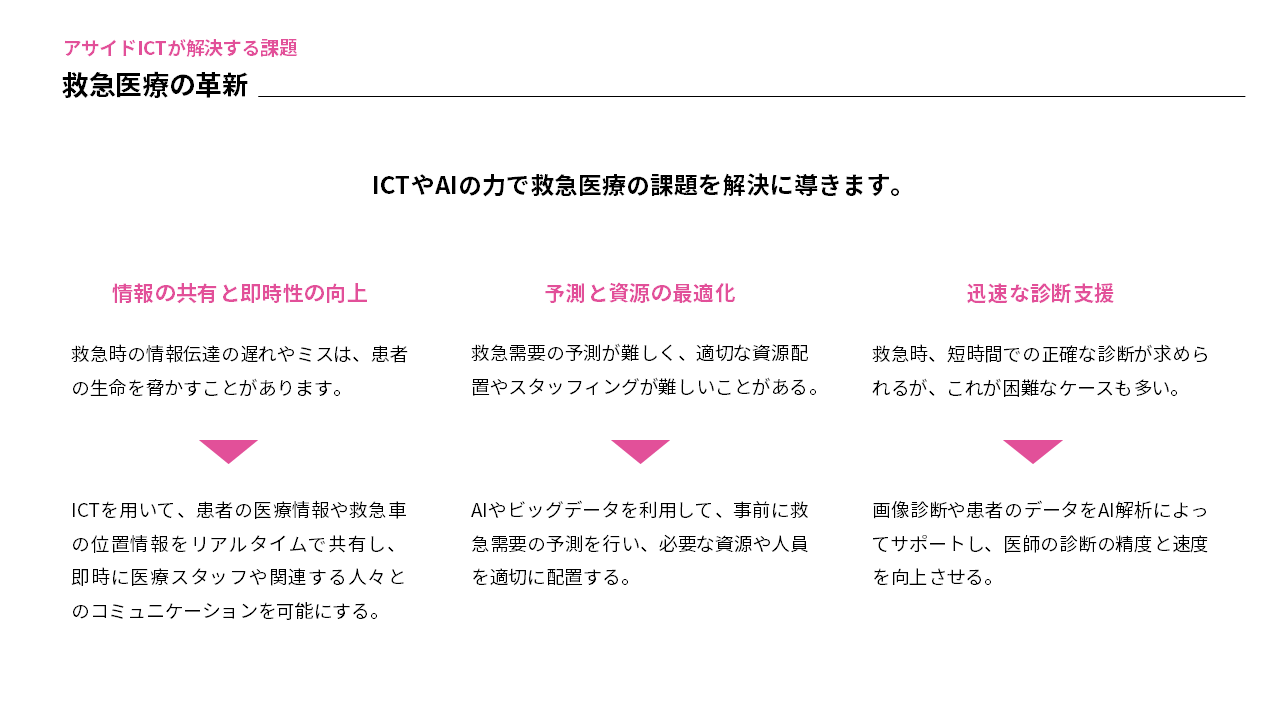 アサイドICTが解決する課題
救急医療の革新
ICTやAIの力で救急医療の課題を解決に導きます。
情報の共有と即時性の向上
救急時の情報伝達の遅れやミスは、患者
の生命を脅かすことがあります。
ICTを用いて、患者の医療情報や救急車
の位置情報をリアルタイムで共有し、
即時に医療スタッフや関連する人々と
のコミュニケーションを可能にする。
予測と資源の最適化
救急需要の予測が難しく、適切な資源配
置やスタッフィングが難しいことがある。
AIやビッグデータを利用して、事前に救
急需要の予測を行い、必要な資源や人員
を適切に配置する。
迅速な診断支援
救急時、短時間での正確な診断が求めら
れるが、これが困難なケースも多い。
画像診断や患者のデータをAI解析によっ
てサポートし、医師の診断の精度と速度
を向上させる。